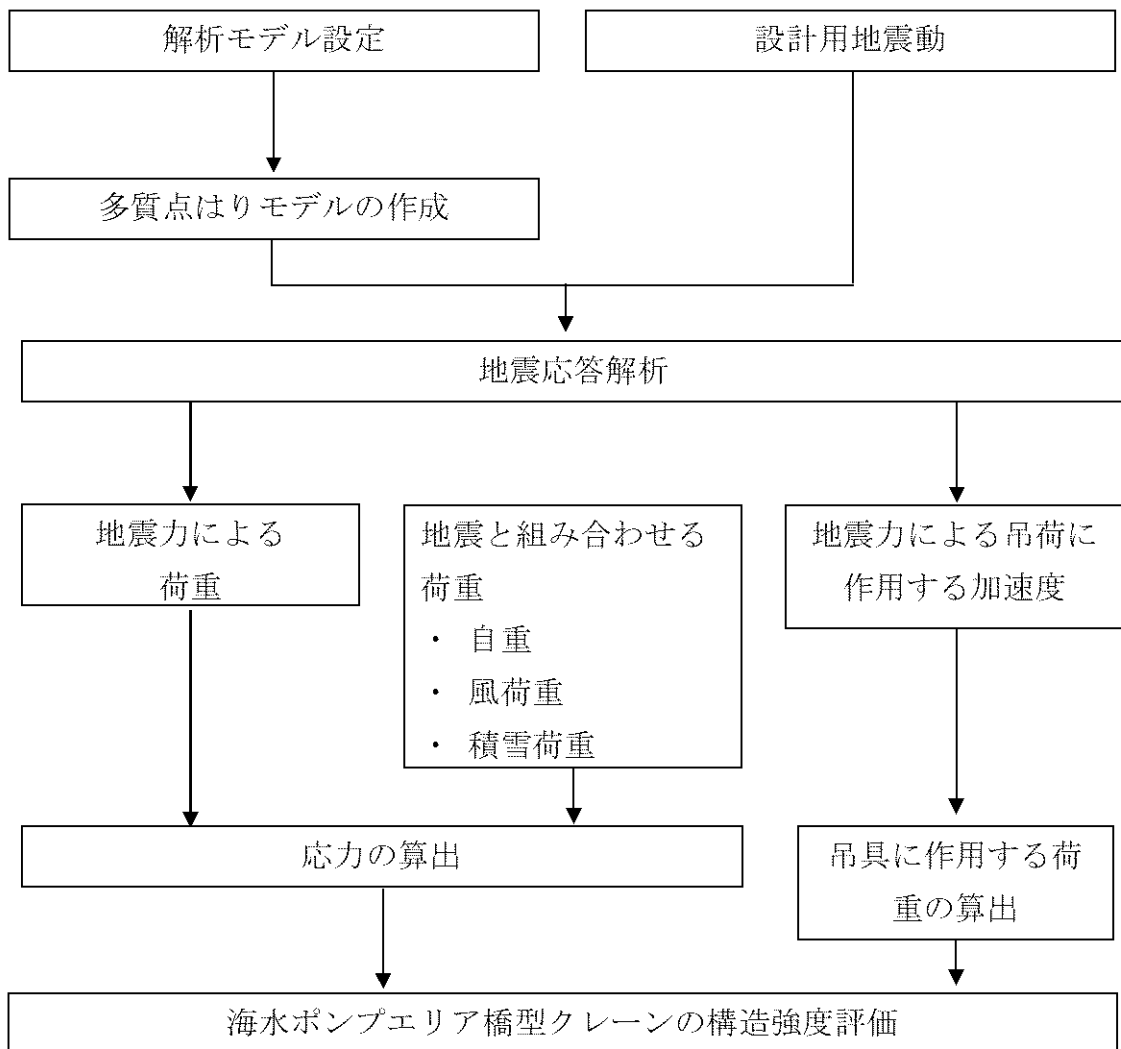 解析モデル設定
設計用地震動
多質点はりモデルの作成
地震応答解析
地震力による
荷重
地震と組み合わせる
荷重
・ 自重
・ 風荷重
・ 積雪荷重
地震力による吊荷に
作用する加速度
応力の算出
吊具に作用する荷
重の算出
海水ポンプエリア橋型クレーンの構造強度評価